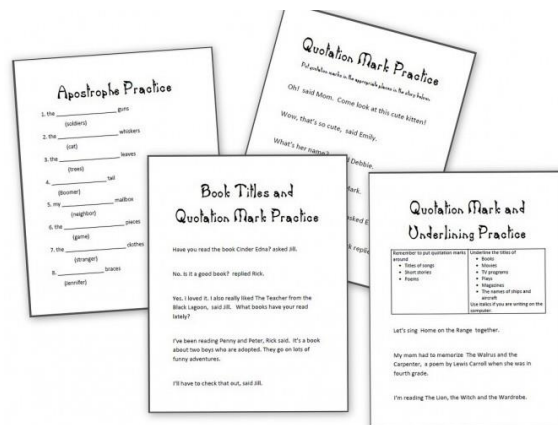 Apostrophe Practice
1. the guns
(soldiers)
2. the whiskers
(cat)
3. the leaves
(trees)
4. tail
(Boomer)
5. my mailbox
(neighbor)
6. the pieces
(game)
7. the clothes
(stranger)
8. braces
(Jennifer)
Quotation Mark Practice
Put quotation marks in the appropriate places in the story below.
Oh! said Mom. Come look at this cute kitten!
Wow, that's so cute, said Emily.
What's her name? Debbie.
asked
Book Titles and
Quotation Mark Practice
Have you read the book Cinder Edna? asked Jill.
No. Is it a good book? replied Rick.
Yes, I loved it. I also really liked The Teacher from the
Black Lagoon, said Jill. What books have your read
lately?
I've been reading Penny and Peter, Rick said. It's a book
about two boys who are adopted. They go on lots of
funny adventures.
I'll have to check that out, said Jill.
Quotation Mark and
Underlining Practice
Remember to put quotation marks
around
• Titles of songs
• Short stories
• Poems
Underline the titles of
• Books
• Movies
• TV programs
• Plays
• Magazines
• The names of ships and
aircraft
Use italics if you are writing on the
computer.
Let's sing Home on the Range together.
My mom had to memorize The Walrus and the
Carpenter, a poem by Lewis Carroll when she was in
fourth grade.
I'm reading The Lion, the Witch and the Wardrobe.